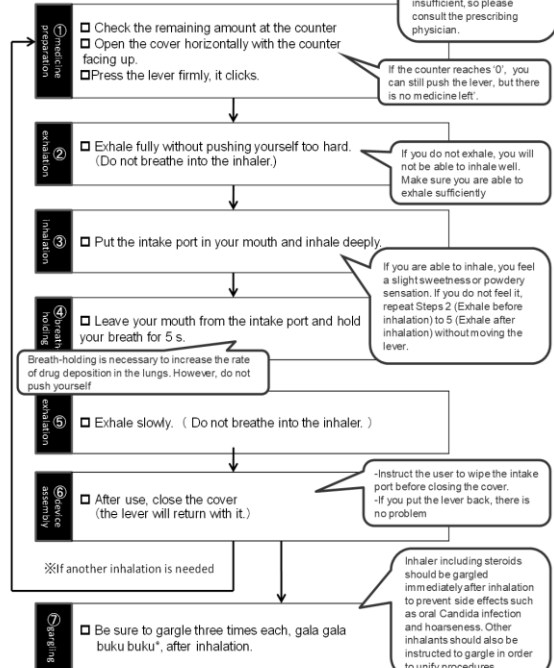 insufficient, so please
consult the prescribing
physician.
①medicine
preparation
☐ Check the remaining amount at the counter
☐ Open the cover horizontally with the counter
facing up.
☐Press the lever firmly, it clicks.
If the counter reaches '0', you
can still push the lever, but there
is no medicine left'.
②
exhalation
☐ Exhale fully without pushing yourself too hard.
(Do not breathe into the inhaler.)
If you do not exhale, you will
not be able to inhale well.
Make sure you are able to
exhale sufficiently
③
inhalation
☐ Put the intake port in your mouth and inhale deeply.
If you are able to inhale, you feel
a slight sweetness or powdery
sensation. If you do not feel it,
repeat Steps 2 (Exhale before
inhalation) to 5 (Exhale after
inhalation) without moving the
lever.
④breath
holding
☐ Leave your mouth from the intake port and hold
your breath for 5 s.
Breath-holding is necessary to increase the rate
of drug deposition in the lungs. However, do not
push yourself
⑤
exhalation
☐ Exhale slowly. ( Do not breathe into the inhaler. )
⑥device
assembly
☐ After use, close the cover
(the lever will return with it.)
-Instruct the user to wipe the intake
port before closing the cover.
-If you put the lever back, there is
no problem
※If another inhalation is needed
⑦
gargling
☐ Be sure to gargle three times each, gala gala
buku buku*, after inhalation.
Inhaler including steroids
should be gargled
immediately after inhalation
to prevent side effects such
as oral Candida infection
and hoarseness. Other
inhalants should also be
instructed to gargle in order
to unify procedures